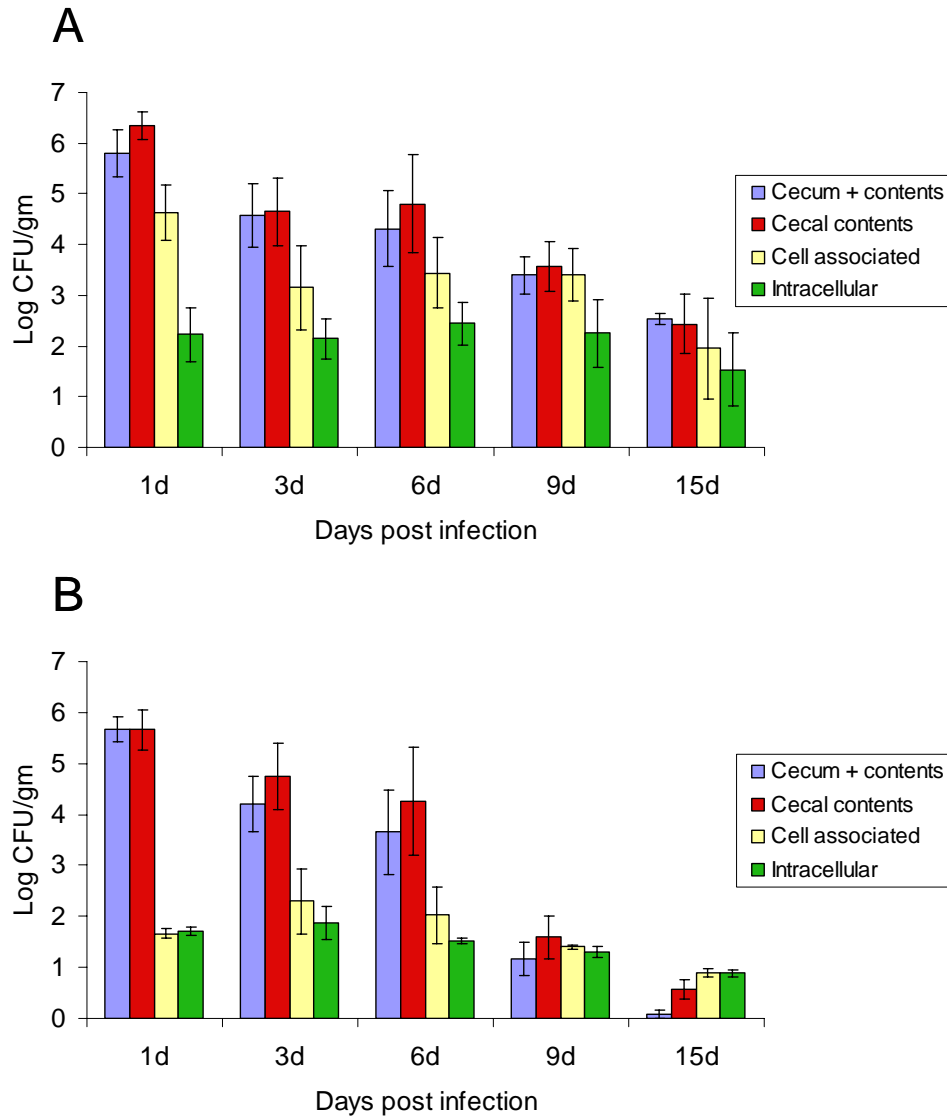 A
7
6
5
4
3
2
1
0
Log CFU/gm
1d 3d 6d 9d 15d
Days post infection
Cecum + contents
Cecal contents
Cell associated
Intracellular
B
7
6
5
4
3
2
1
0
Log CFU/gm
1d 3d 6d 9d 15d
Days post infection
Cecum + contents
Cecal contents
Cell associated
Intracellular